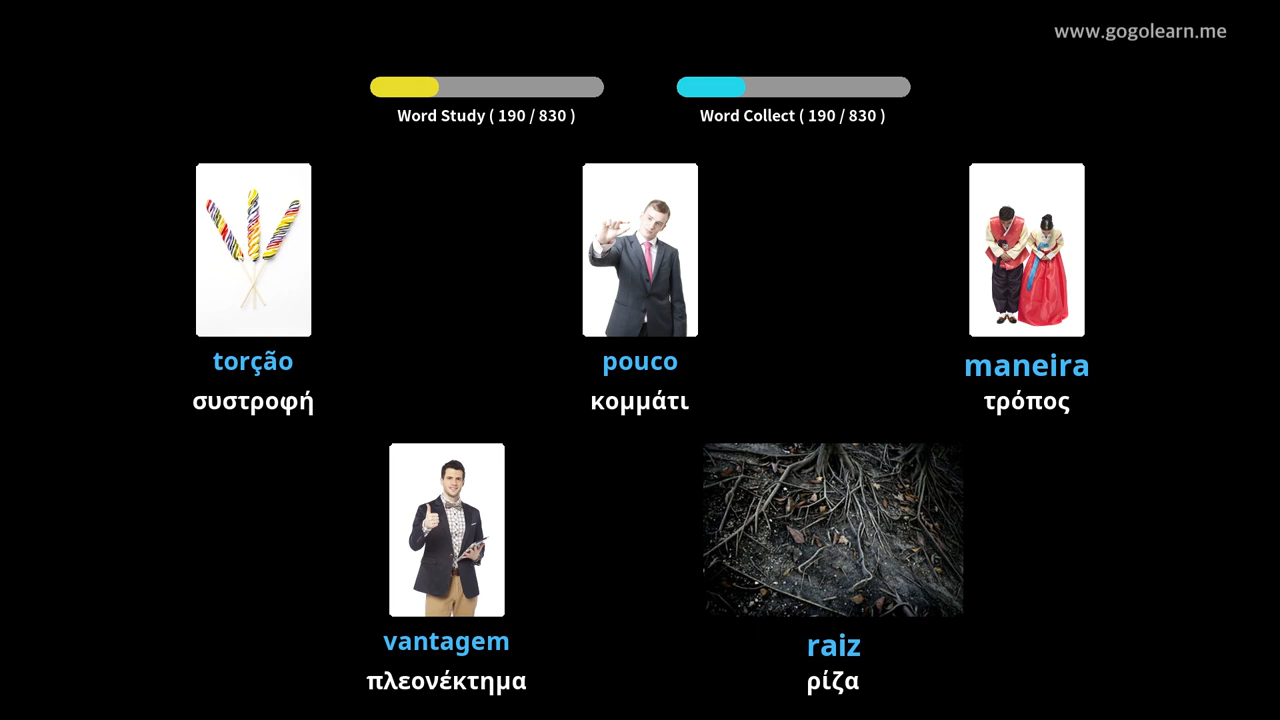 www.gogolearn.me
Word Study ( 190 / 830 )
Word Collect ( 190 / 830 )
torção
συστροφή
pouco
κομμάτι
maneira
τρόπος
vantagem
πλεονέκτημα
raiz
ρίζα